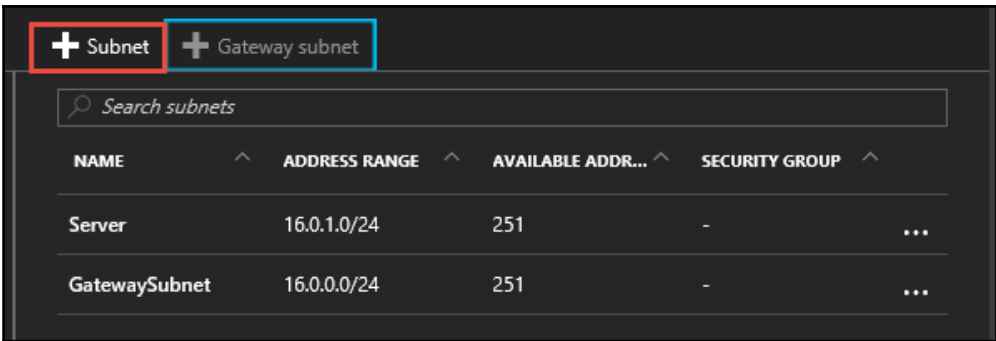 + Subnet + Gateway subnet
Search subnets
NAME ADDRESS RANGE AVAILABLE ADDR... SECURITY GROUP
Server 16.0.1.0/24 251 - ...
GatewaySubnet 16.0.0.0/24 251 - ...